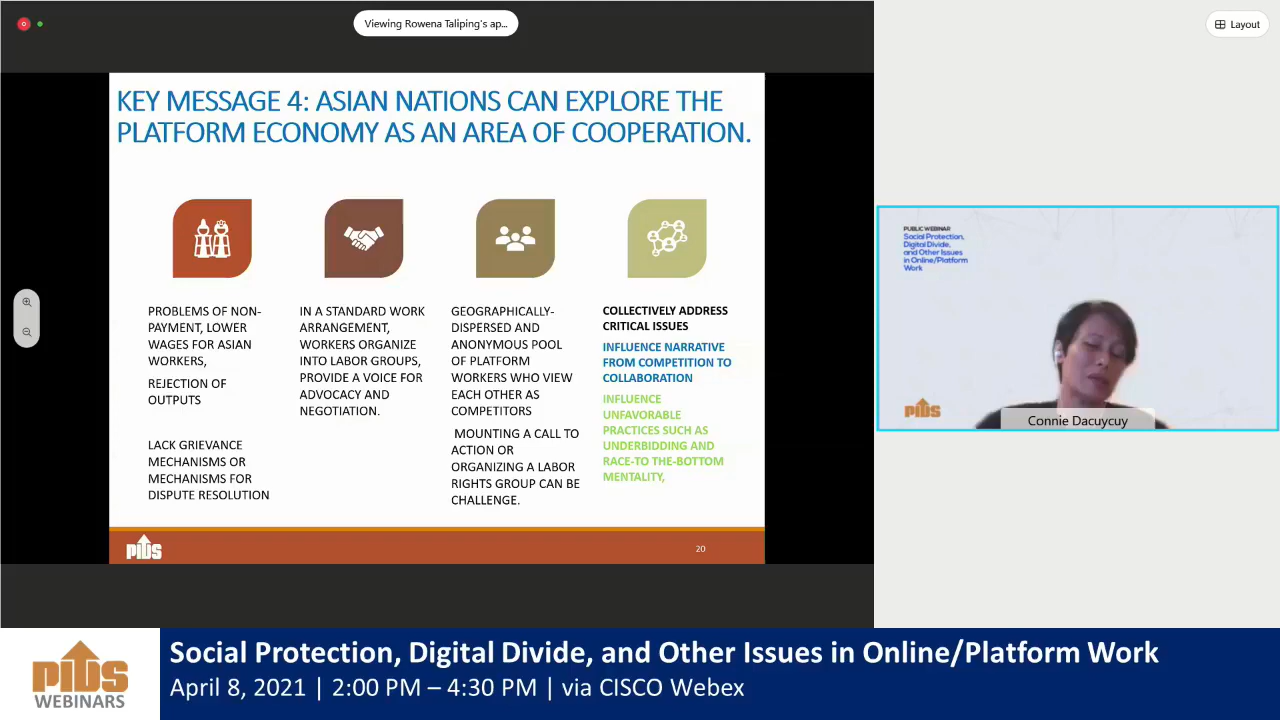 Viewing Rowena Taliping's ap...
Layout
KEY MESSAGE 4: ASIAN NATIONS CAN EXPLORE THE
PLATFORM ECONOMY AS AN AREA OF COOPERATION.
PROBLEMS OF NON-
PAYMENT, LOWER
WAGES FOR ASIAN
WORKERS,
REJECTION OF
OUTPUTS
LACK GRIEVANCE
MECHANISMS OR
MECHANISMS FOR
DISPUTE RESOLUTION
IN A STANDARD WORK
ARRANGEMENT,
WORKERS ORGANIZE
INTO LABOR GROUPS,
PROVIDE A VOICE FOR
ADVOCACY AND
NEGOTIATION.
GEOGRAPHICALLY-
DISPERSED AND
ANONYMOUS POOL
OF PLATFORM
WORKERS WHO VIEW
EACH OTHER AS
COMPETITORS
MOUNTING A CALL TO
ACTION OR
ORGANIZING A LABOR
RIGHTS GROUP CAN BE
CHALLENGE.
COLLECTIVELY ADDRESS
CRITICAL ISSUES
INFLUENCE NARRATIVE
FROM COMPETITION TO
COLLABORATION
INFLUENCE
UNFAVORABLE
PRACTICES SUCH AS
UNDERBIDDING AND
RACE-TO THE-BOTTOM
MENTALITY,
PIDS
20
PUBLIC WEBINAR
Social Protection,
Digital Divide,
and Other Issues
in Online/Platform
Work
PIDS
Connie Dacuycuy
PIDS
WEBINARS
Social Protection, Digital Divide, and Other Issues in Online/Platform Work
April 8, 2021 | 2:00 PM – 4:30 PM | via CISCO Webex